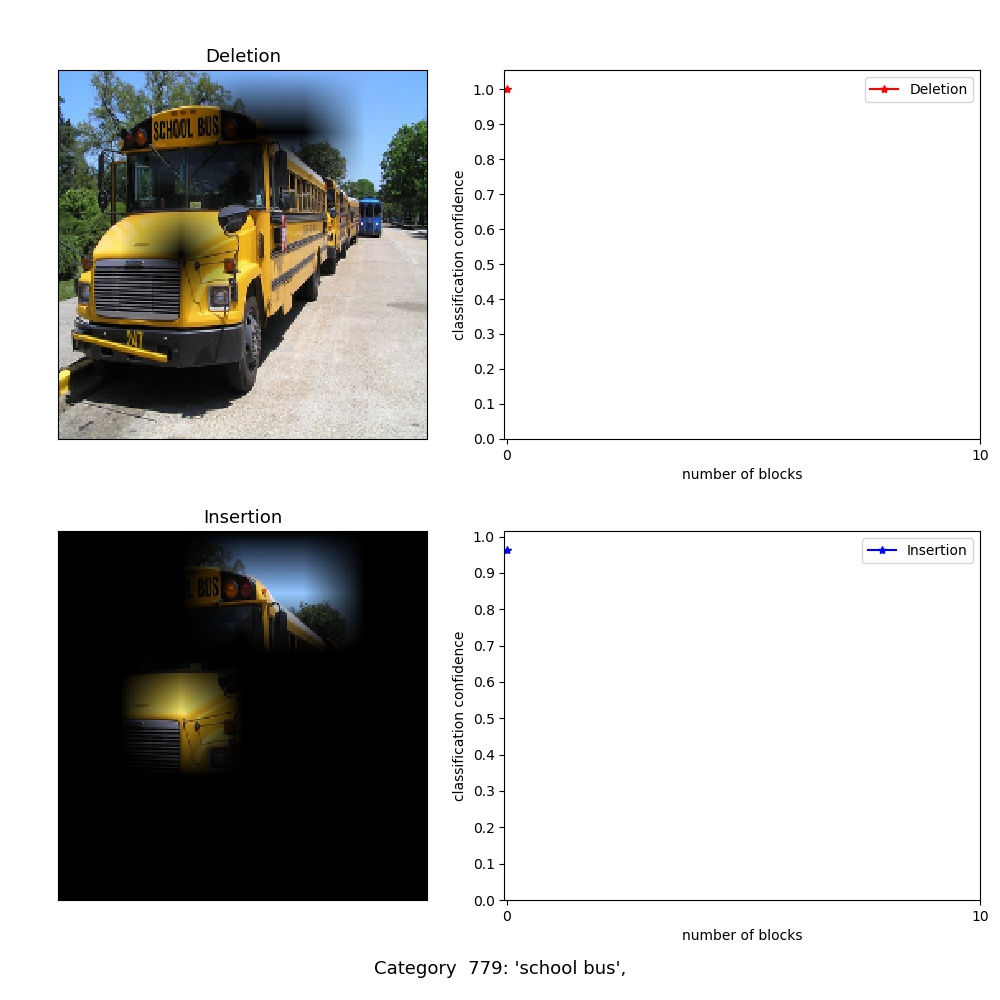 Deletion
SCHOOL BUS
classification confidence
1.0
0.9
0.8
0.7
0.6
0.5
0.4
0.3
0.2
0.1
0.0
0
10
number of blocks
Deletion
Insertion
L BUS
classification confidence
1.0
0.9
0.8
0.7
0.6
0.5
0.4
0.3
0.2
0.1
0.0
0
10
number of blocks
Insertion
Category 779: 'school bus',